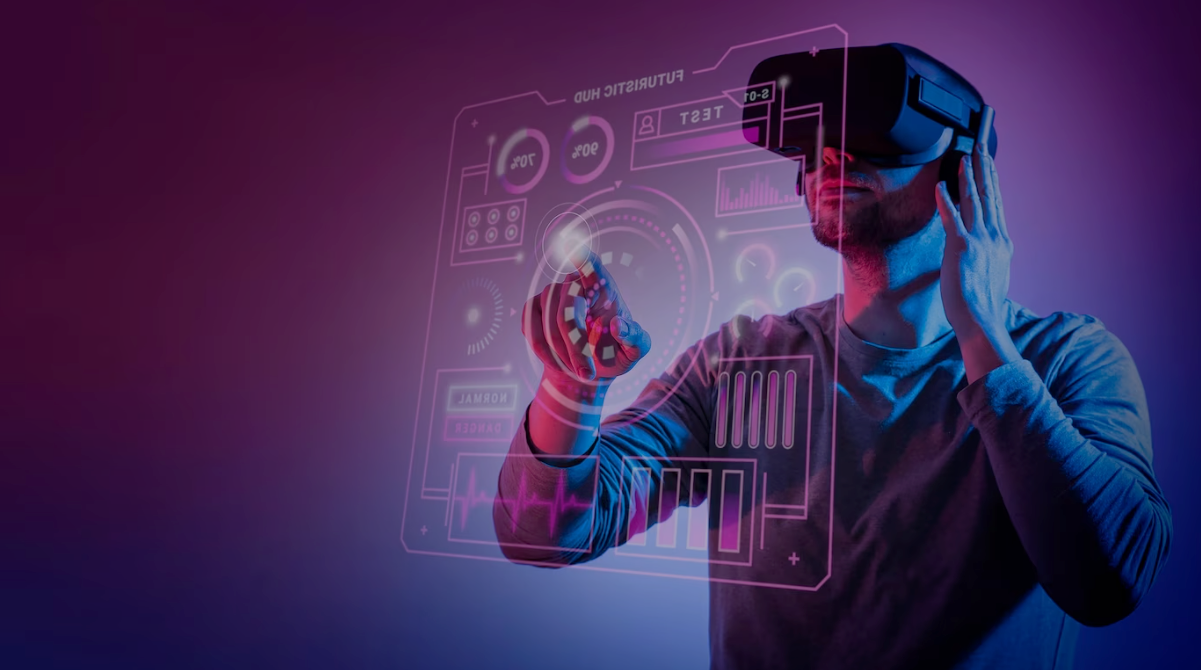 FUTURISTIC HUD
S-01
TEST
90%
70%
NORMAL
DANGER